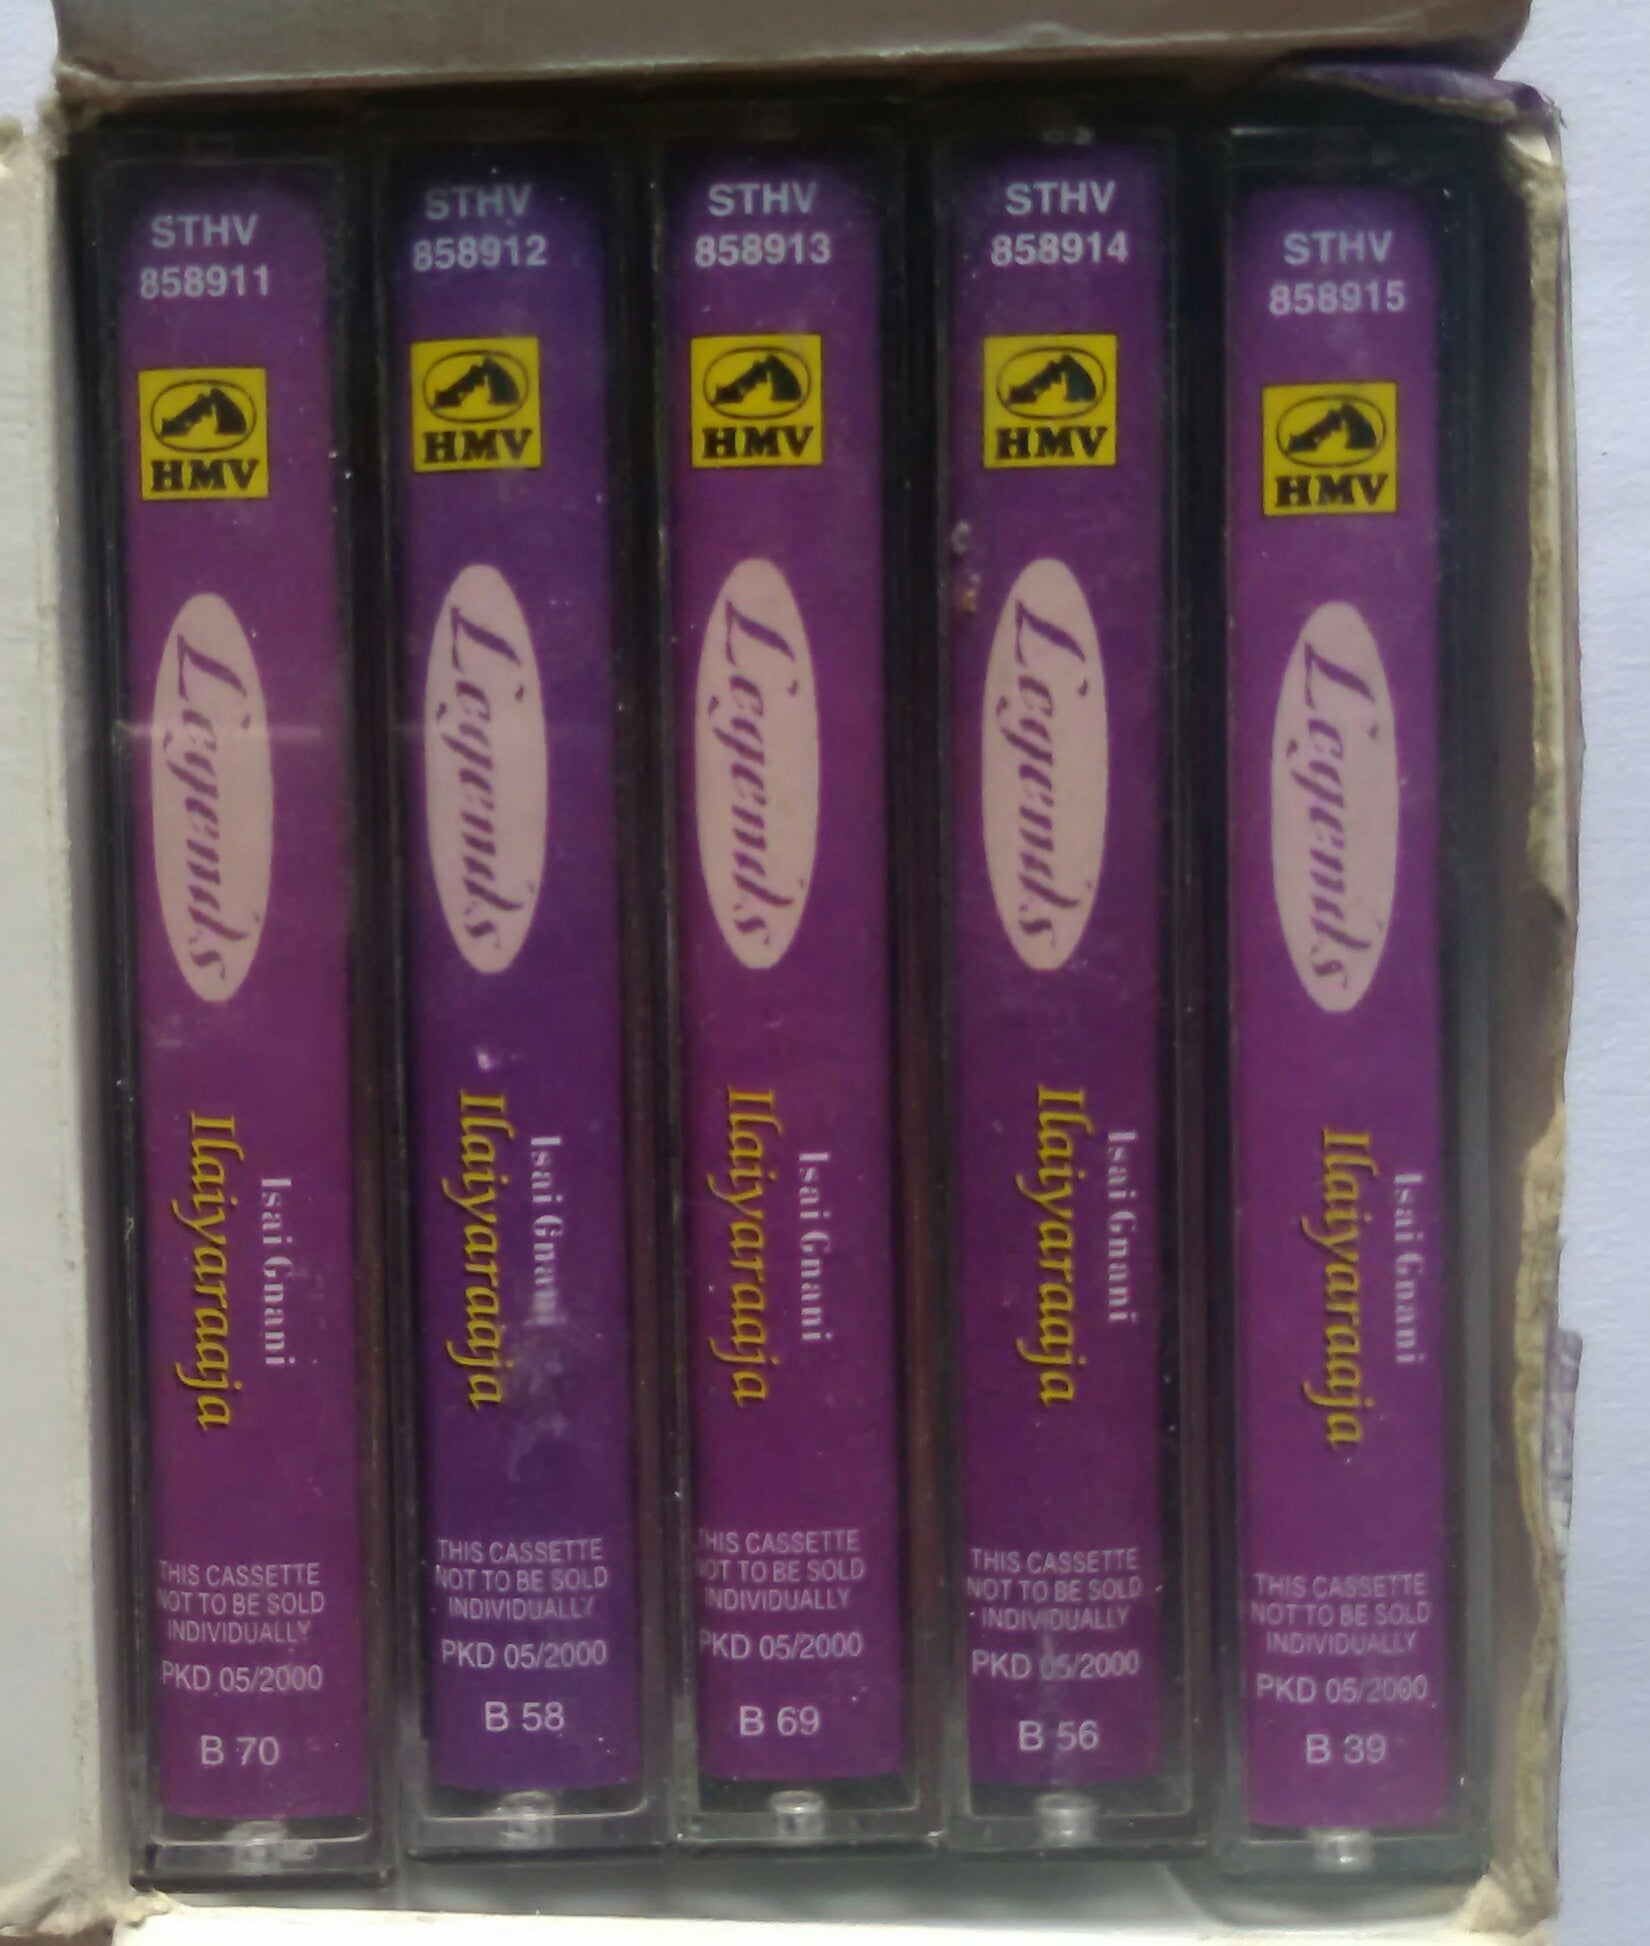 STHV
858911
HMV
Legends
Isai Gnani
Ilaiyaraaja
THIS CASSETTE
NOT TO BE SOLD
INDIVIDUALLY
PKD 05/2000
B 70
STHV
858912
HMV
Legends
Isai Gnani
Ilaiyaraaja
THIS CASSETTE
NOT TO BE SOLD
INDIVIDUALLY
PKD 05/2000
B 58
STHV
858913
HMV
Legends
Isai Gnani
Ilaiyaraaja
THIS CASSETTE
NOT TO BE SOLD
INDIVIDUALLY
PKD 05/2000
B 69
STHV
858914
HMV
Legends
Isai Gnani
Ilaiyaraaja
THIS CASSETTE
NOT TO BE SOLD
INDIVIDUALLY
PKD 05/2000
B 56
STHV
858915
HMV
Legends
Isai Gnani
Ilaiyaraaja
THIS CASSETTE
NOT TO BE SOLD
INDIVIDUALLY
PKD 05/2000
B 39